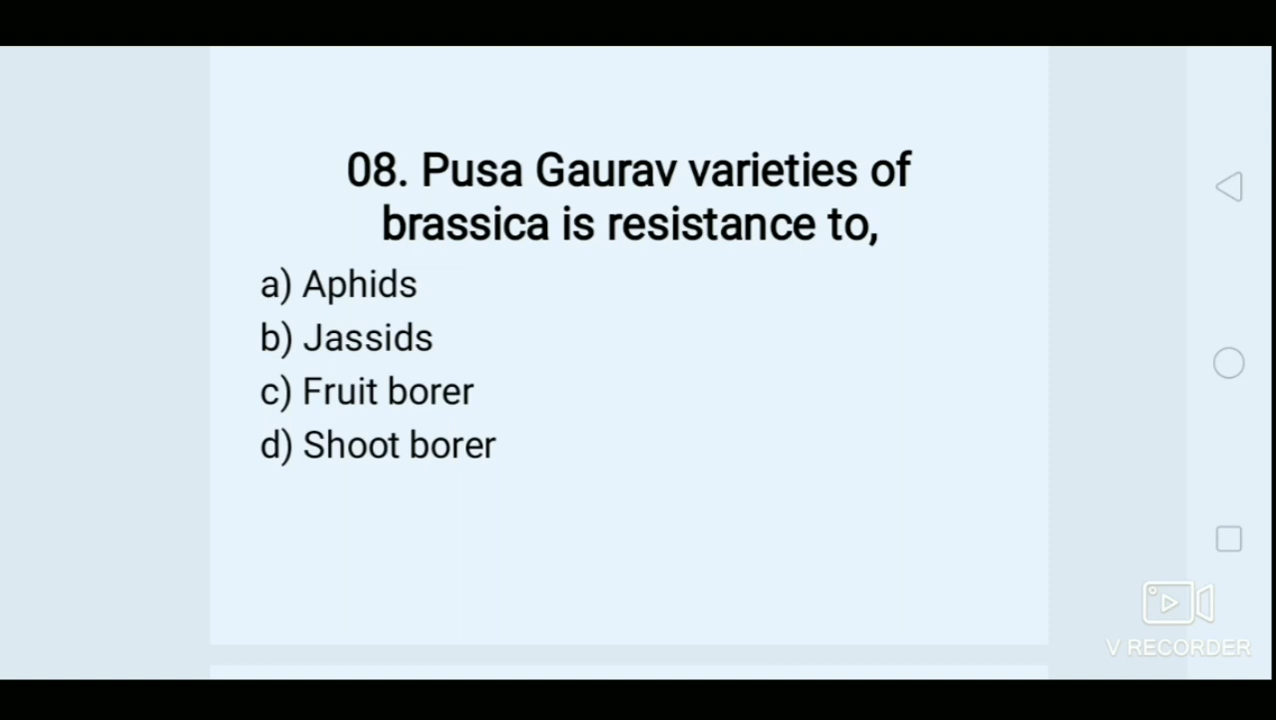 08. Pusa Gaurav varieties of
brassica is resistance to,
a) Aphids
b) Jassids
c) Fruit borer
d) Shoot borer
V RECORDER